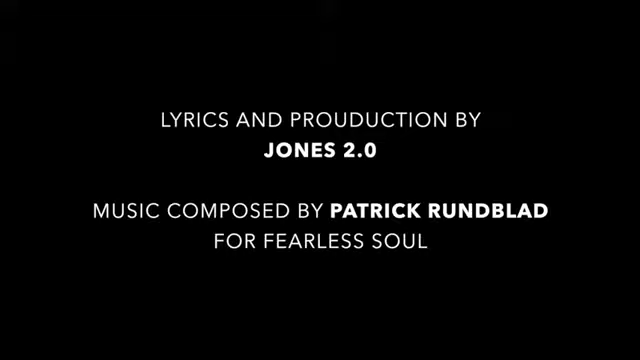 LYRICS AND PROUDUCTION BY
JONES 2.0
MUSIC COMPOSED BY PATRICK RUNDBLAD
FOR FEARLESS SOUL